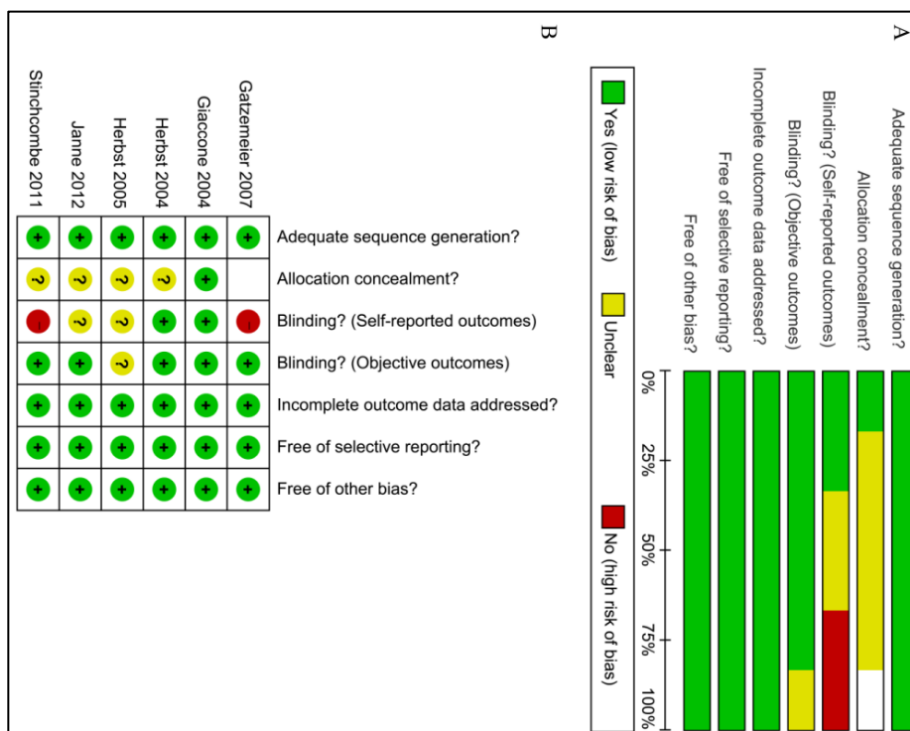 A
Adequate sequence generation?
Allocation concealment?
Blinding? (Self-reported outcomes)
Blinding? (Objective outcomes)
Incomplete outcome data addressed?
Free of selective reporting?
Free of other bias?
0%
25%
50%
75%
100%
Yes (low risk of bias)
Unclear
No (high risk of bias)
B
Adequate sequence generation?
Allocation concealment?
Blinding? (Self-reported outcomes)
Blinding? (Objective outcomes)
Incomplete outcome data addressed?
Free of selective reporting?
Free of other bias?
Gatzemeier 2007
+
-
+
+
+
+
Giaccone 2004
+
+
+
+
+
+
+
Herbst 2004
+
?
+
+
+
+
+
Herbst 2005
+
?
?
?
+
+
+
Janne 2012
+
?
?
+
+
+
+
Stinchcombe 2011
+
?
-
+
+
+
+